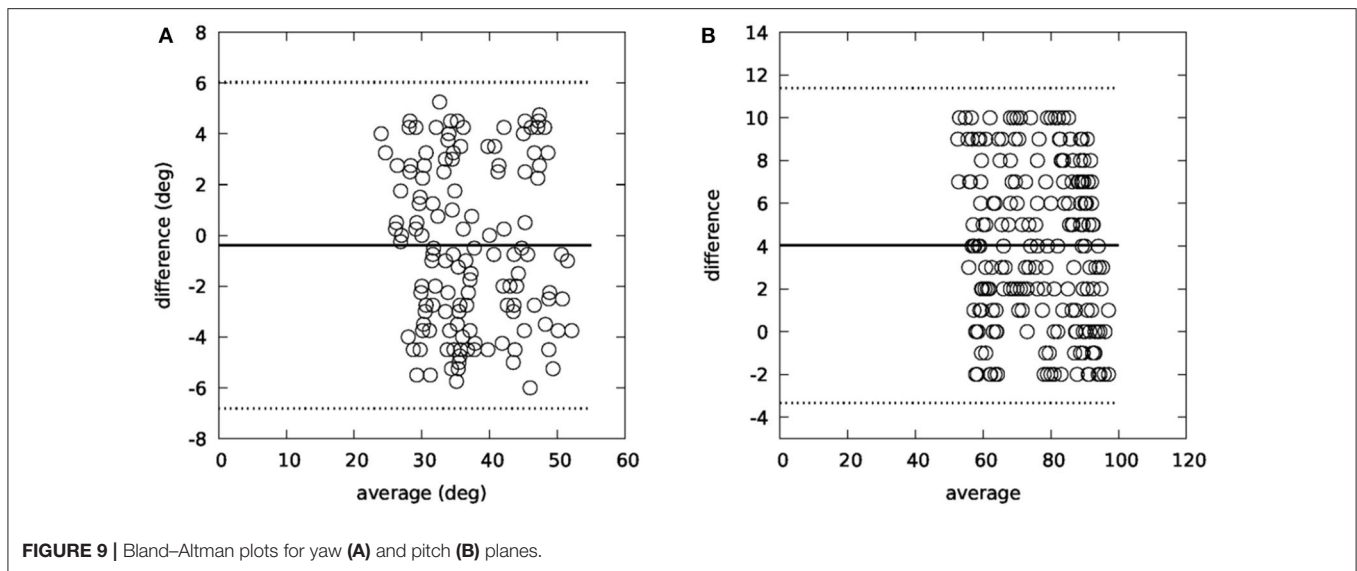 A
8
6
4
2
0
-2
-4
-6
-8
difference (deg)
0 10 20 30 40 50 60
average (deg)
B
14
12
10
8
6
4
2
0
-2
-4
difference
0 20 40 60 80 100 120
average
FIGURE 9 | Bland–Altman plots for yaw (A) and pitch (B) planes.